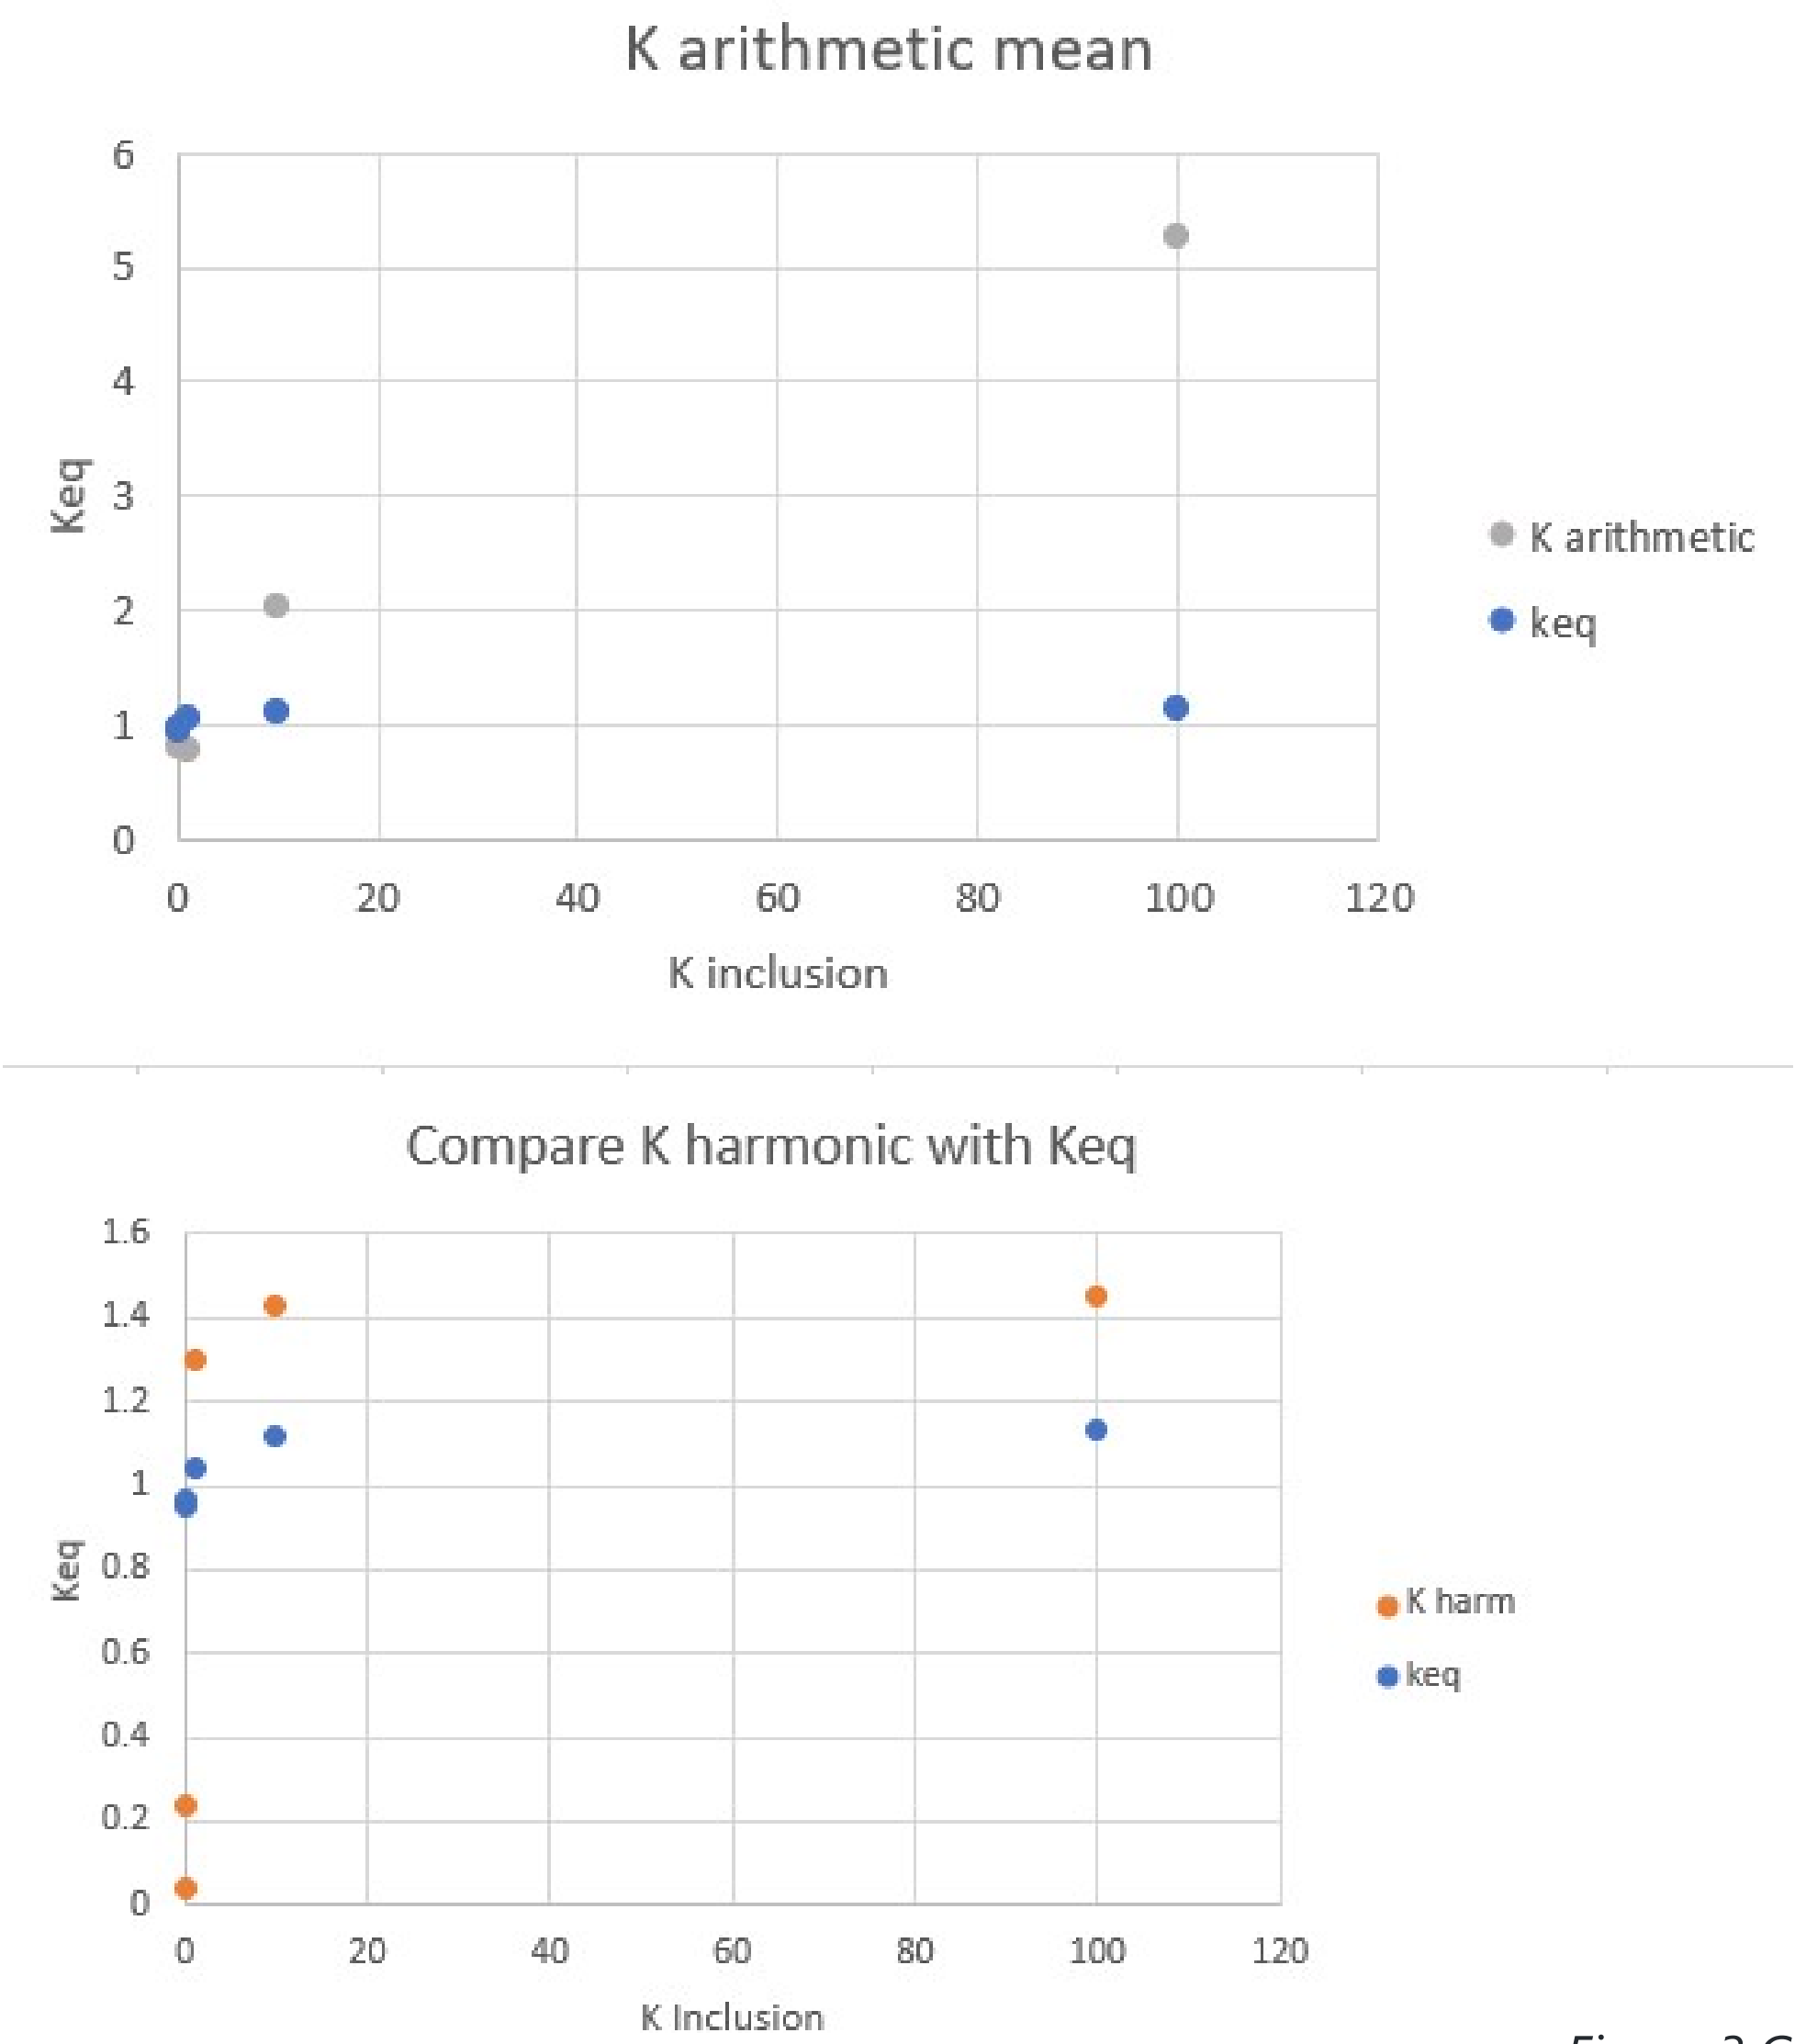 K arithmetic mean
6
5
4
3
2
1
0
Keq
0 20 40 60 80 100 120
K inclusion
K arithmetic
keq
Compare K harmonic with Keq
1.6
1.4
1.2
1
0.8
0.6
0.4
0.2
0
Keq
0 20 40 60 80 100 120
K Inclusion
K harm
keq